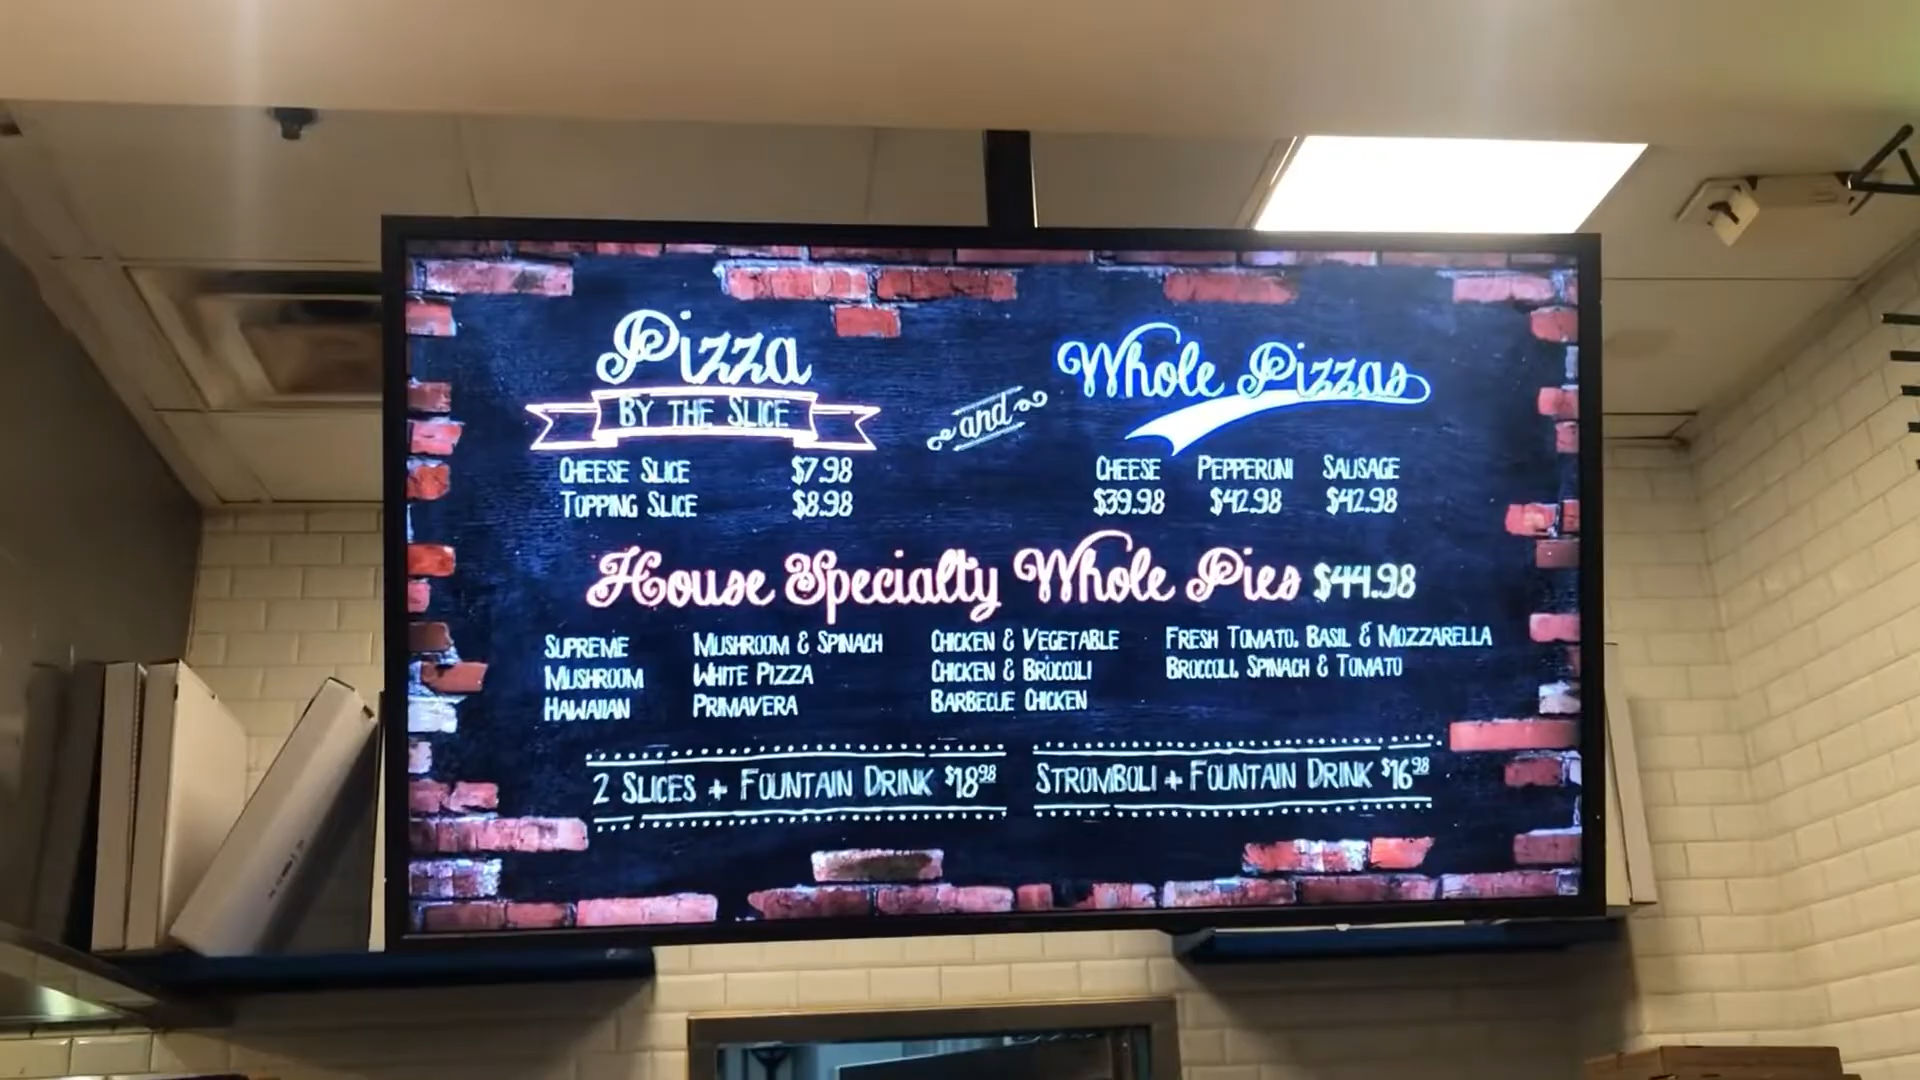 Pizza
BY THE SLICE
and
Whole Pizzas
CHEESE SLICE $7.98
TOPPING SLICE $8.98
CHEESE PEPPERONI SAUSAGE
$39.98 $42.98 $42.98
House Specialty Whole Pies $44.98
SUPREME
MUSHROOM
HAWAIIAN
MUSHROOM & SPINACH
WHITE PIZZA
PRIMAVERA
CHICKEN & VEGETABLE
CHICKEN & BROCCOLI
BARBECUE CHICKEN
FRESH TOMATO, BASIL & MOZZARELLA
BROCCOLI, SPINACH & TOMATO
2 SLICES + FOUNTAIN DRINK $18.98
STROMBOLI + FOUNTAIN DRINK $16.98